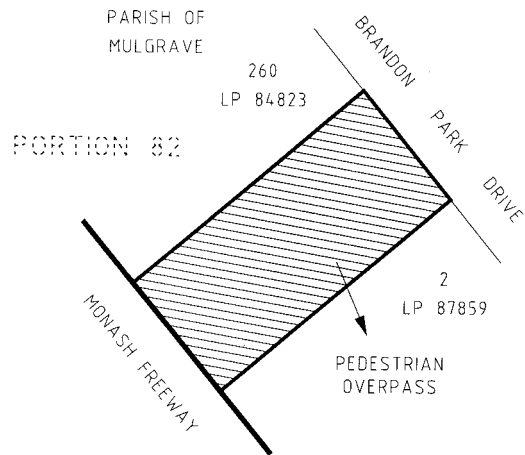 PARISH OF
MULGRAVE
260
LP 84823
BRANDON PARK DRIVE
PORTION 82
2
LP 87859
MONASH FREEWAY
PEDESTRIAN
OVERPASS